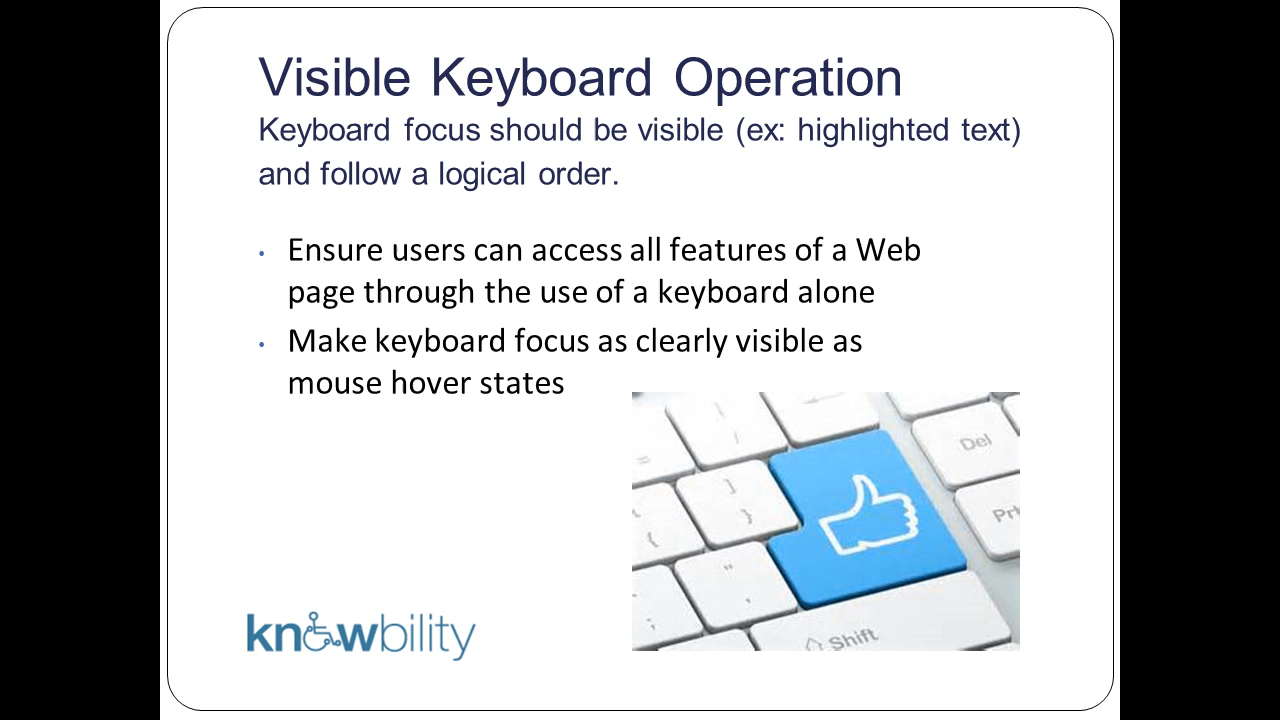 Visible Keyboard Operation
Keyboard focus should be visible (ex: highlighted text)
and follow a logical order.
• Ensure users can access all features of a Web
page through the use of a keyboard alone
• Make keyboard focus as clearly visible as
mouse hover states
Del
Prt
]
}
{
"
;
Shift
knowbility